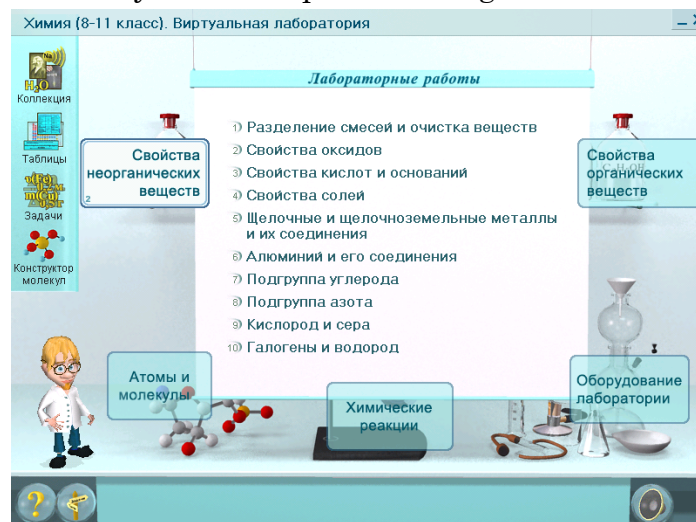 Химия (8-11 класс). Виртуальная лаборатория
Na
H₂O
Коллекция
Таблицы
Задачи
Конструктор
молекул
Лабораторные работы
1) Разделение смесей и очистка веществ
2) Свойства оксидов
3) Свойства кислот и оснований
4) Свойства солей
5) Щелочные и щелочноземельные металлы
и их соединения
6) Алюминий и его соединения
7) Подгруппа углерода
8) Подгруппа азота
9) Кислород и сера
10) Галогены и водород
Свойства
неорганических
веществ
2
Свойства
органических
веществ
Атомы и
молекулы
Химические
реакции
Оборудование
лаборатории
?